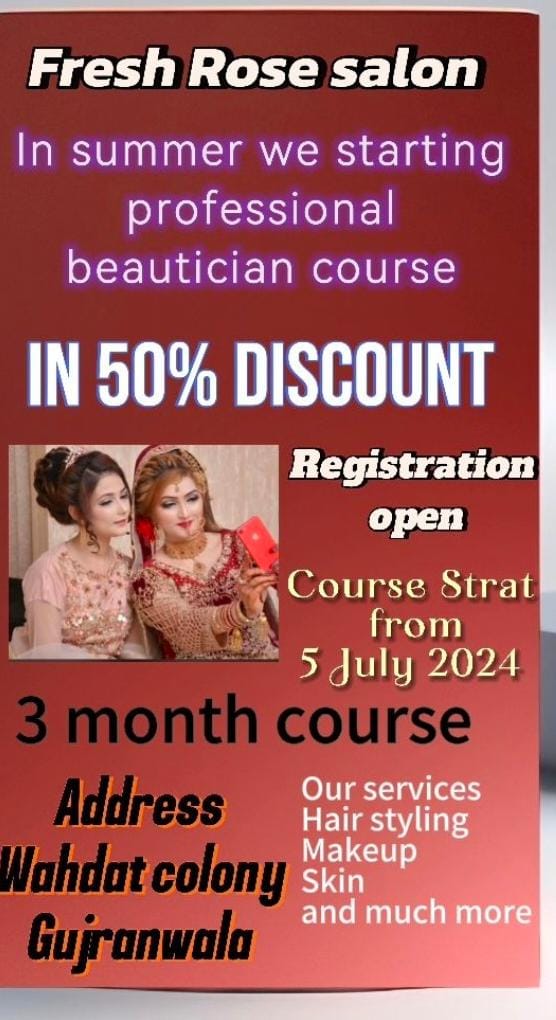 Fresh Rose salon
In summer we starting
professional
beautician course
IN 50% DISCOUNT
Registration
open
Course Strat
from
5 July 2024
3 month course
Address
Wahdat colony
Gujranwala
Our services
Hair styling
Makeup
Skin
and much more